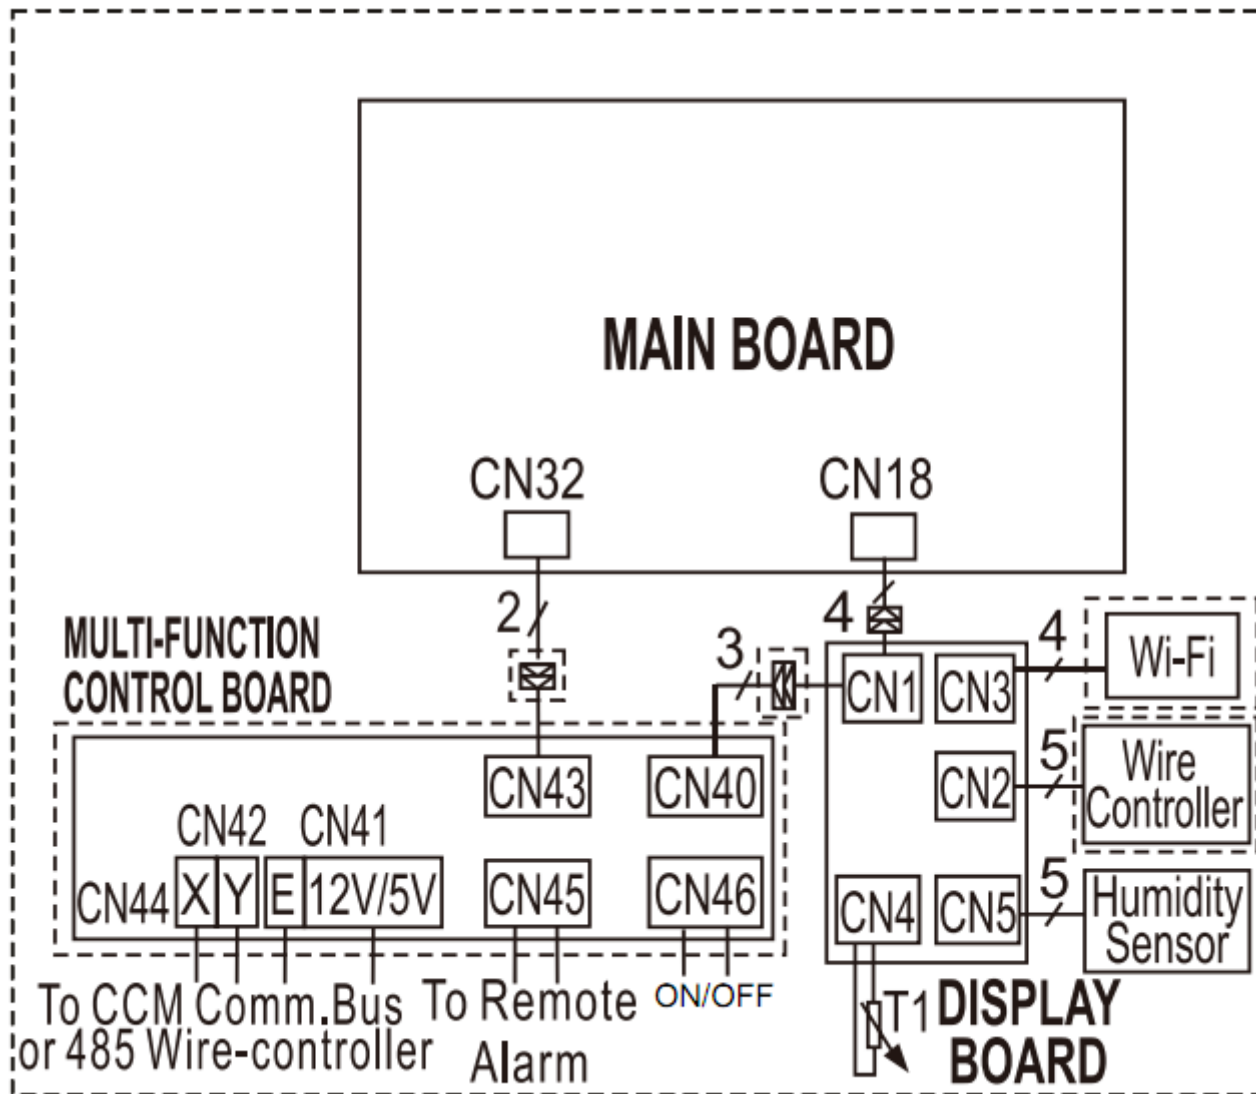 MAIN BOARD
CN32
CN18
2
4
MULTI-FUNCTION
CONTROL BOARD
3
CN1
CN3
4
Wi-Fi
CN43
CN40
CN2
5
Wire
Controller
CN42
CN41
CN44
X
Y
E
12V/5V
CN45
CN46
CN4
CN5
5
Humidity
Sensor
To CCM Comm.Bus
or 485 Wire-controller
To Remote
Alarm
ON/OFF
T1
DISPLAY
BOARD